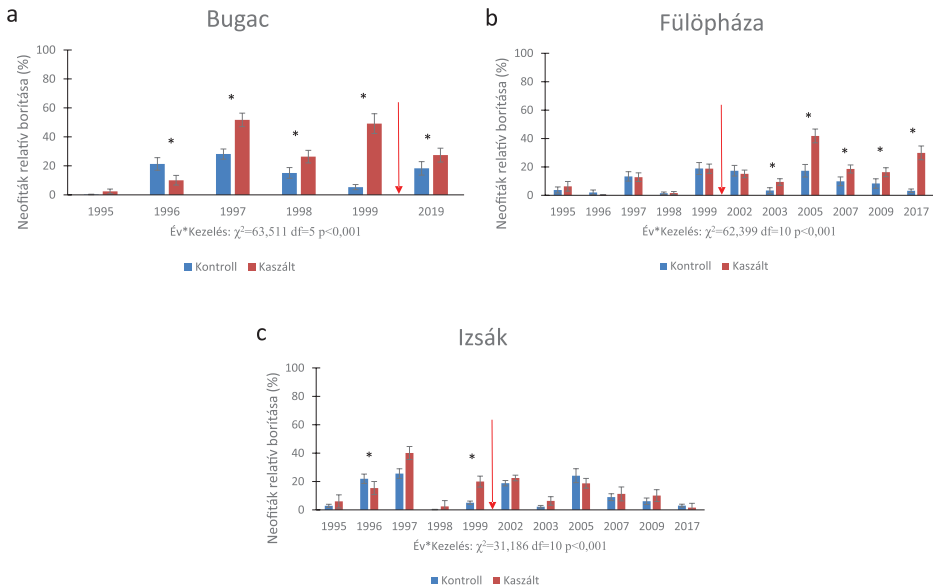 a
Bugac
Neofiták relatív borítása (%)
100
80
60
40
20
0
* * * * *
1995 1996 1997 1998 1999 2019
Év*Kezelés: χ²=63,511 df=5 p<0,001
Kontroll Kaszált
b
Fülöpháza
Neofiták relatív borítása (%)
100
80
60
40
20
0
* * * * *
1995 1996 1997 1998 1999 2002 2003 2005 2007 2009 2017
Év*Kezelés: χ²=62,399 df=10 p<0,001
Kontroll Kaszált
c
Izsák
Neofiták relatív borítása (%)
100
80
60
40
20
0
* *
1995 1996 1997 1998 1999 2002 2003 2005 2007 2009 2017
Év*Kezelés: χ²=31,186 df=10 p<0,001
Kontroll Kaszált